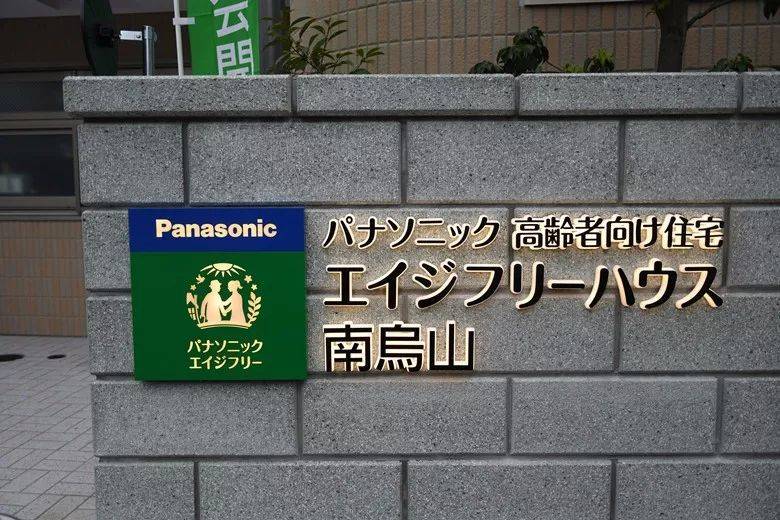 公開
Panasonic
パナソニック
エイジフリー
パナソニック 高齢者向け住宅
エイジフリーハウス
南烏山